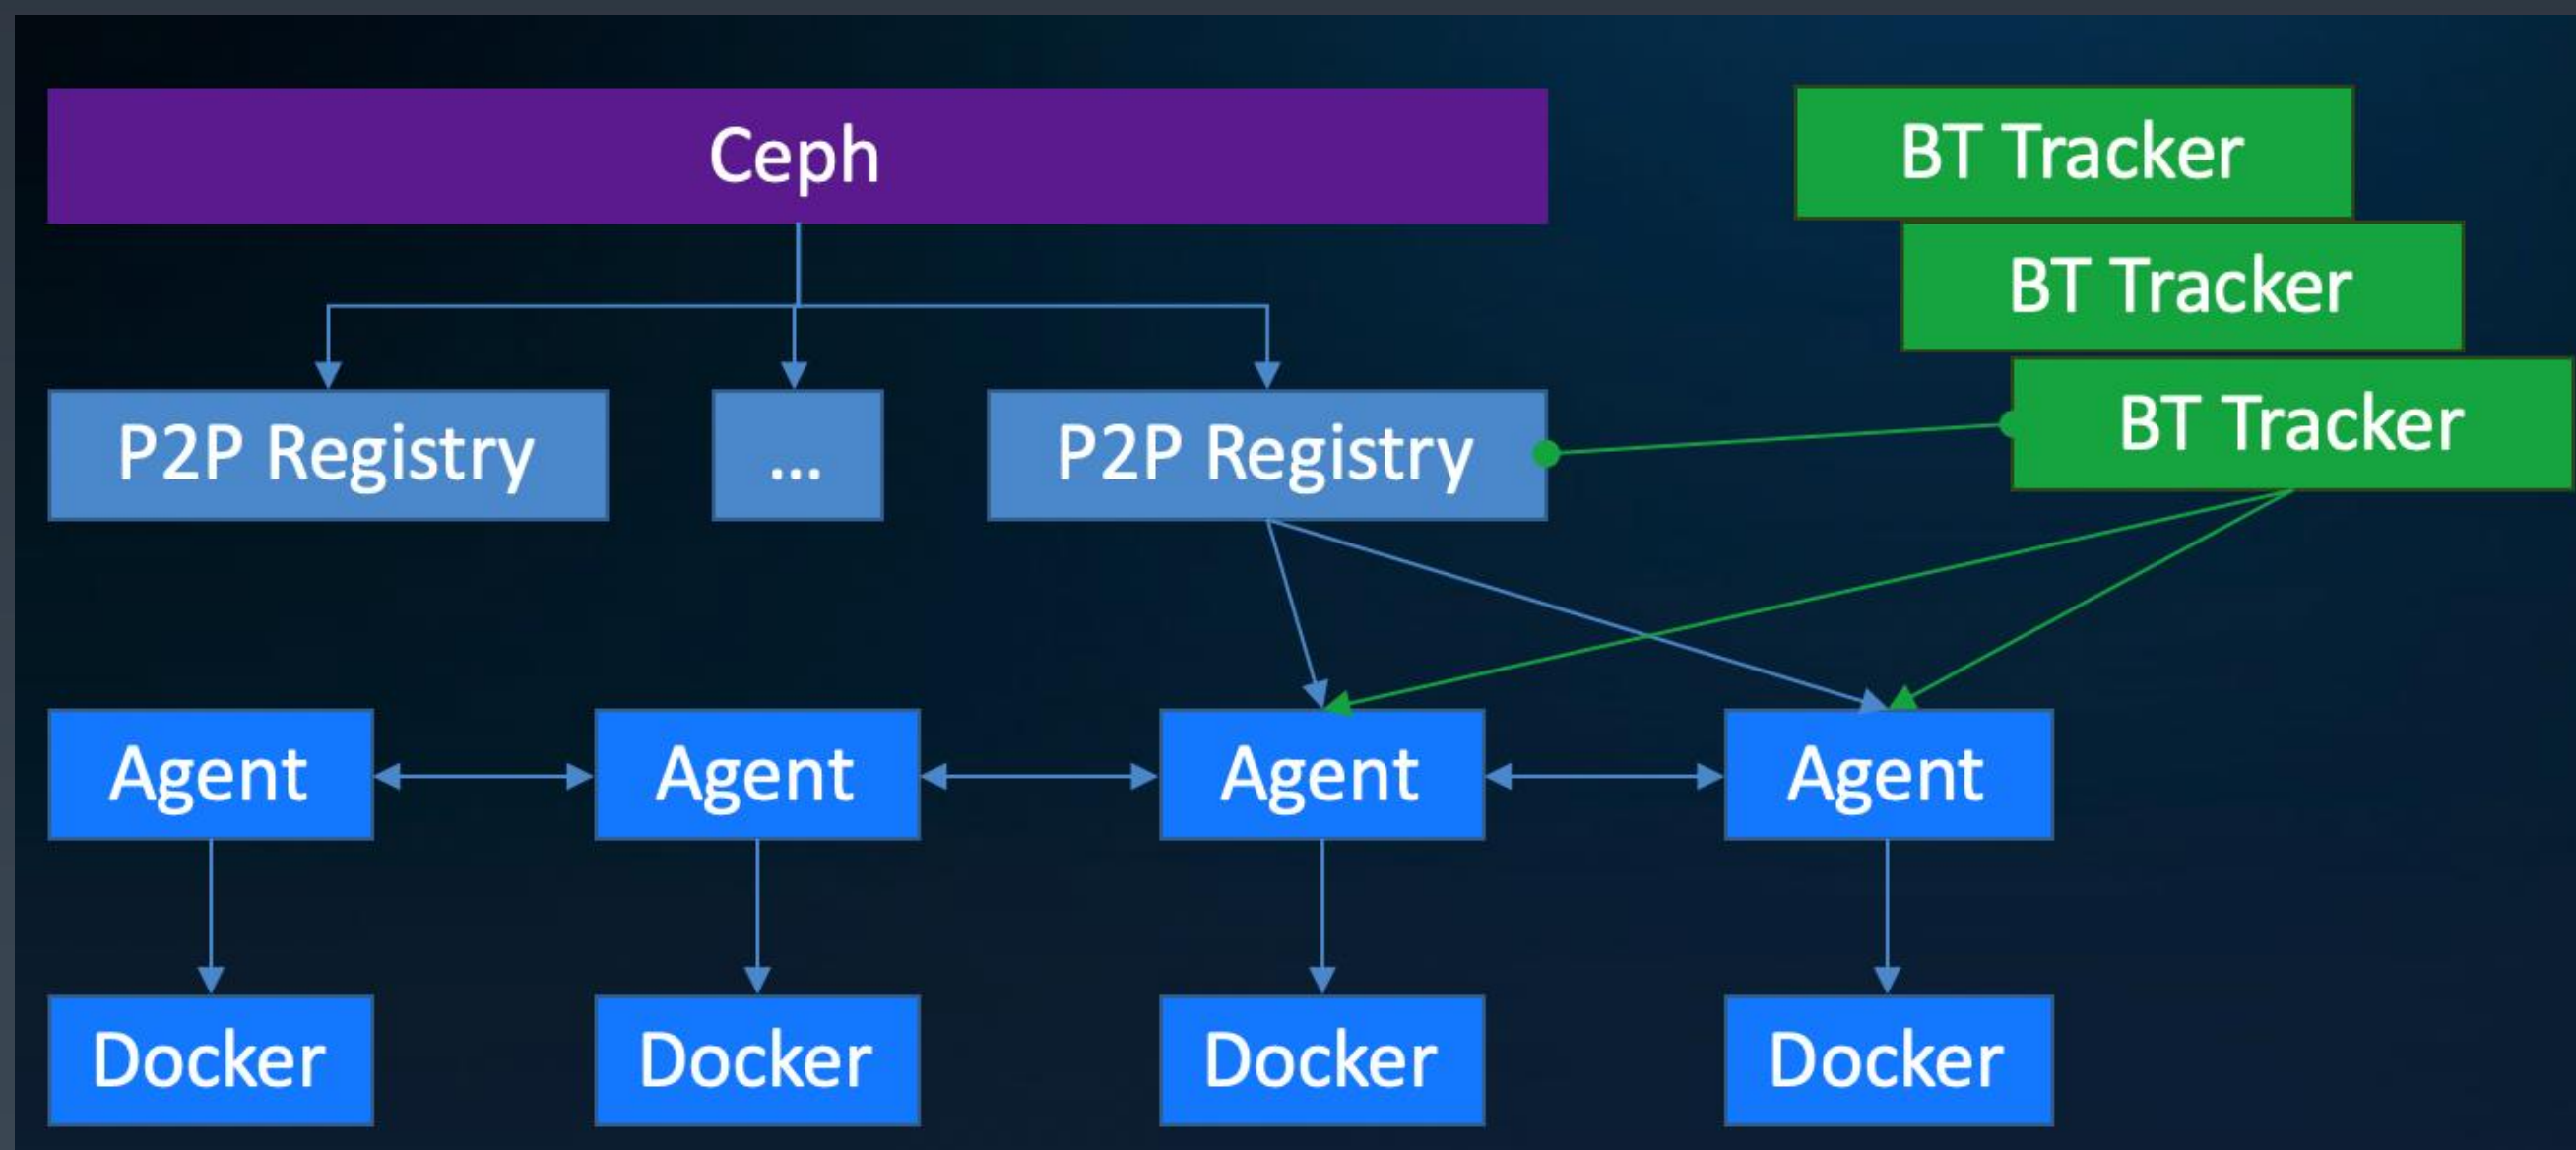 Ceph
BT Tracker
BT Tracker
BT Tracker
P2P Registry
...
P2P Registry
Agent
Agent
Agent
Agent
Docker
Docker
Docker
Docker